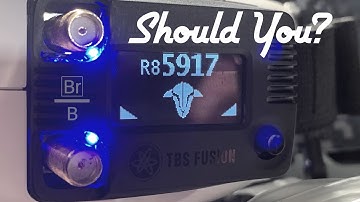 Should You?
R8 5917
Br
B
TBS FUSION